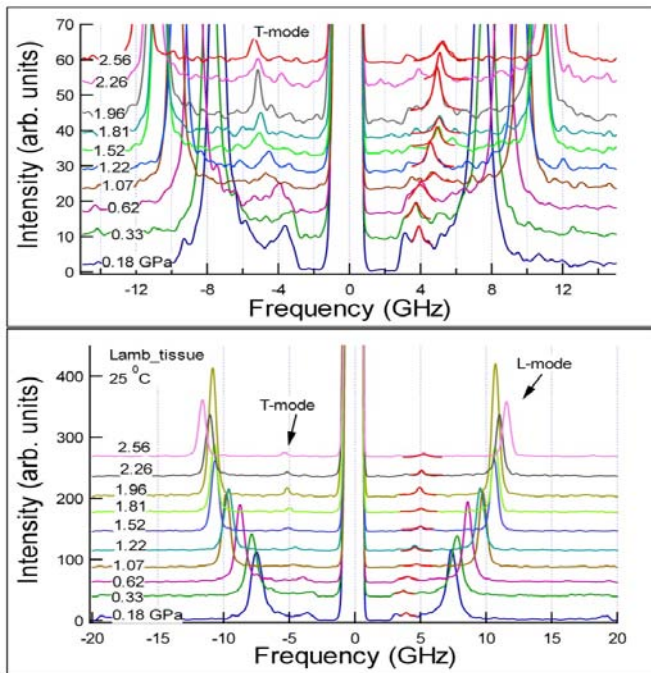 70
60
50
40
30
20
10
0
Intensity (arb. units)
T-mode
2.56
2.26
1.96
1.81
1.52
1.22
1.07
0.62
0.33
0.18 GPa
-12 -8 -4 0 4 8 12
Frequency (GHz)
400
300
200
100
0
Intensity (arb. units)
Lamb_tissue
25 ⁰C
T-mode
L-mode
2.56
2.26
1.96
1.81
1.52
1.22
1.07
0.62
0.33
0.18 GPa
-20 -15 -10 -5 0 5 10 15 20
Frequency (GHz)